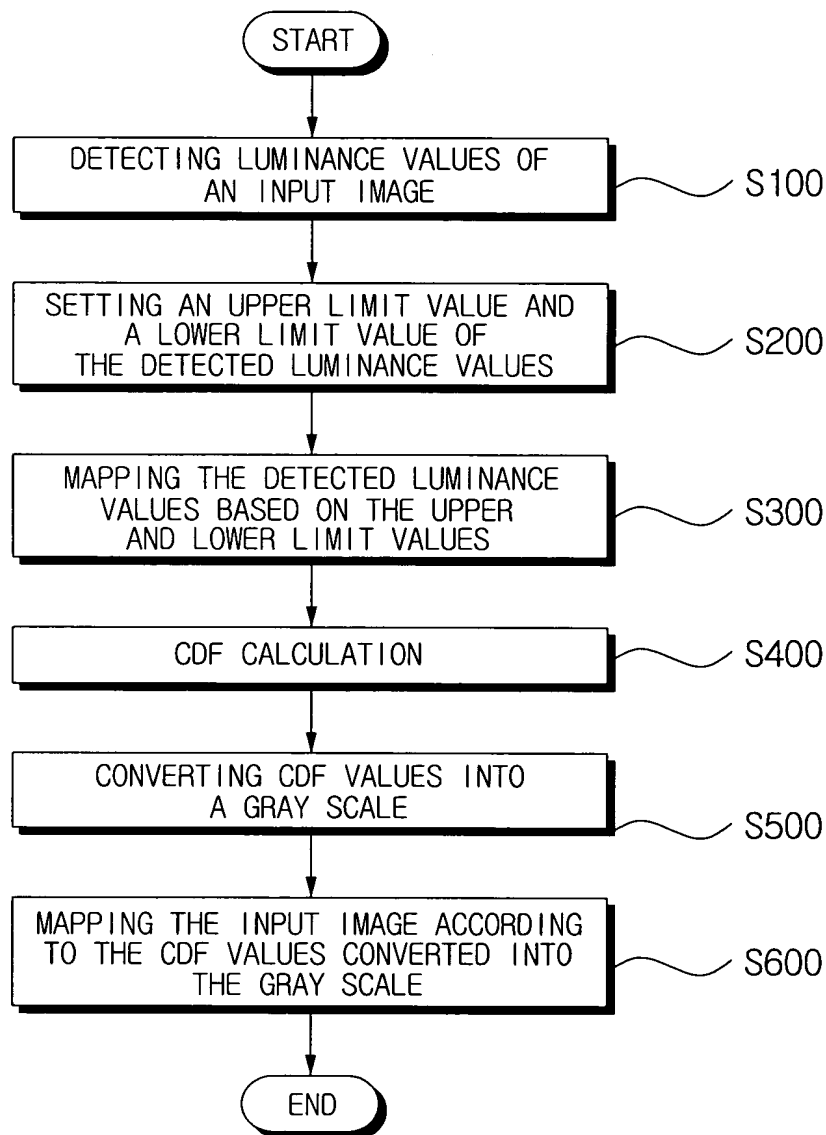 START
DETECTING LUMINANCE VALUES OF
AN INPUT IMAGE
S100
SETTING AN UPPER LIMIT VALUE AND
A LOWER LIMIT VALUE OF
THE DETECTED LUMINANCE VALUES
S200
MAPPING THE DETECTED LUMINANCE
VALUES BASED ON THE UPPER
AND LOWER LIMIT VALUES
S300
CDF CALCULATION
S400
CONVERTING CDF VALUES INTO
A GRAY SCALE
S500
MAPPING THE INPUT IMAGE ACCORDING
TO THE CDF VALUES CONVERTED INTO
THE GRAY SCALE
S600
END